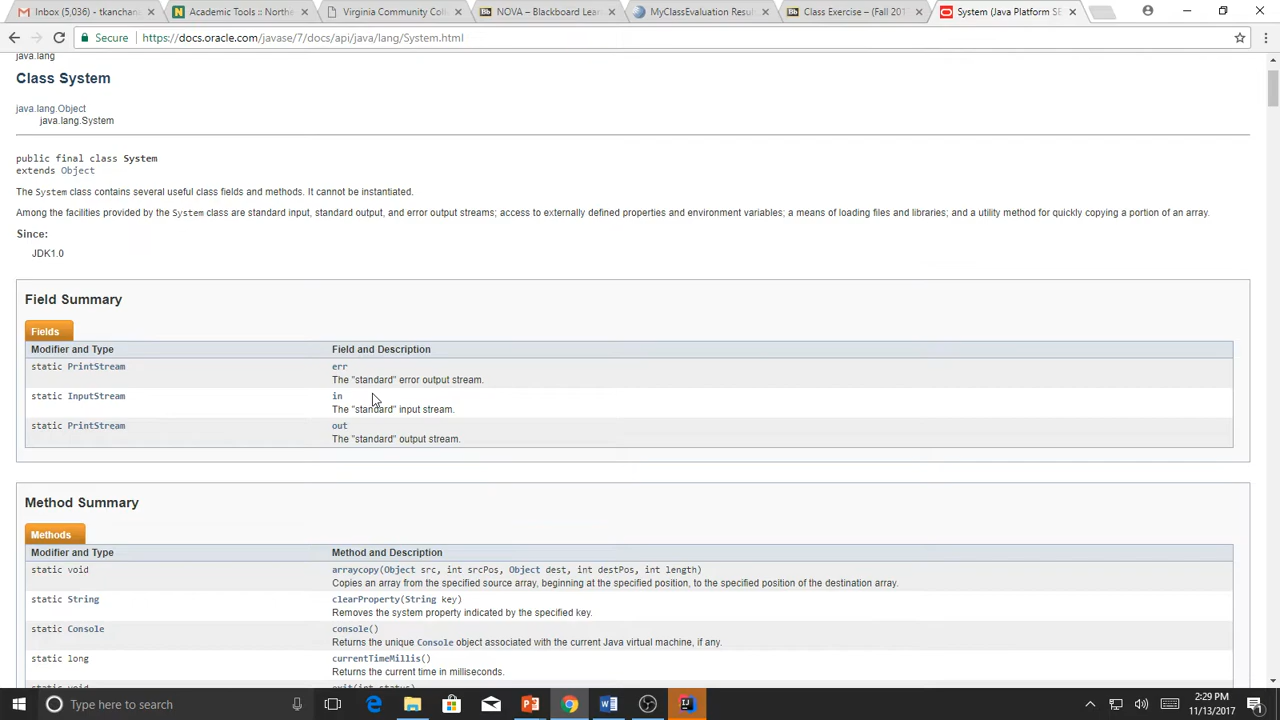 Inbox (5,036) - tkanchan
Academic Tools :: Northe
Virginia Community Coll
NOVA – Blackboard Lea
MyClassEvaluation Resul
Class Exercise – (Fall 201
System (Java Platform SE
Secure
https://docs.oracle.com/javase/7/docs/api/java/lang/System.html
java.lang
Class System
java.lang.Object
java.lang.System
public final class System
extends Object
The System class contains several useful class fields and methods. It cannot be instantiated.
Among the facilities provided by the System class are standard input, standard output, and error output streams; access to externally defined properties and environment variables; a means of loading files and libraries; and a utility method for quickly copying a portion of an array.
Since:
JDK1.0
Field Summary
Fields
Modifier and Type Field and Description
static PrintStream err
The "standard" error output stream.
static InputStream in
The "standard" input stream.
static PrintStream out
The "standard" output stream.
Method Summary
Methods
Modifier and Type Method and Description
static void arraycopy(Object src, int srcPos, Object dest, int destPos, int length)
Copies an array from the specified source array, beginning at the specified position, to the specified position of the destination array.
static String clearProperty(String key)
Removes the system property indicated by the specified key.
static Console console()
Returns the unique Console object associated with the current Java virtual machine, if any.
static long currentTimeMillis()
Returns the current time in milliseconds.
static void exit(int status)
Type here to search
2:29 PM
11/13/2017